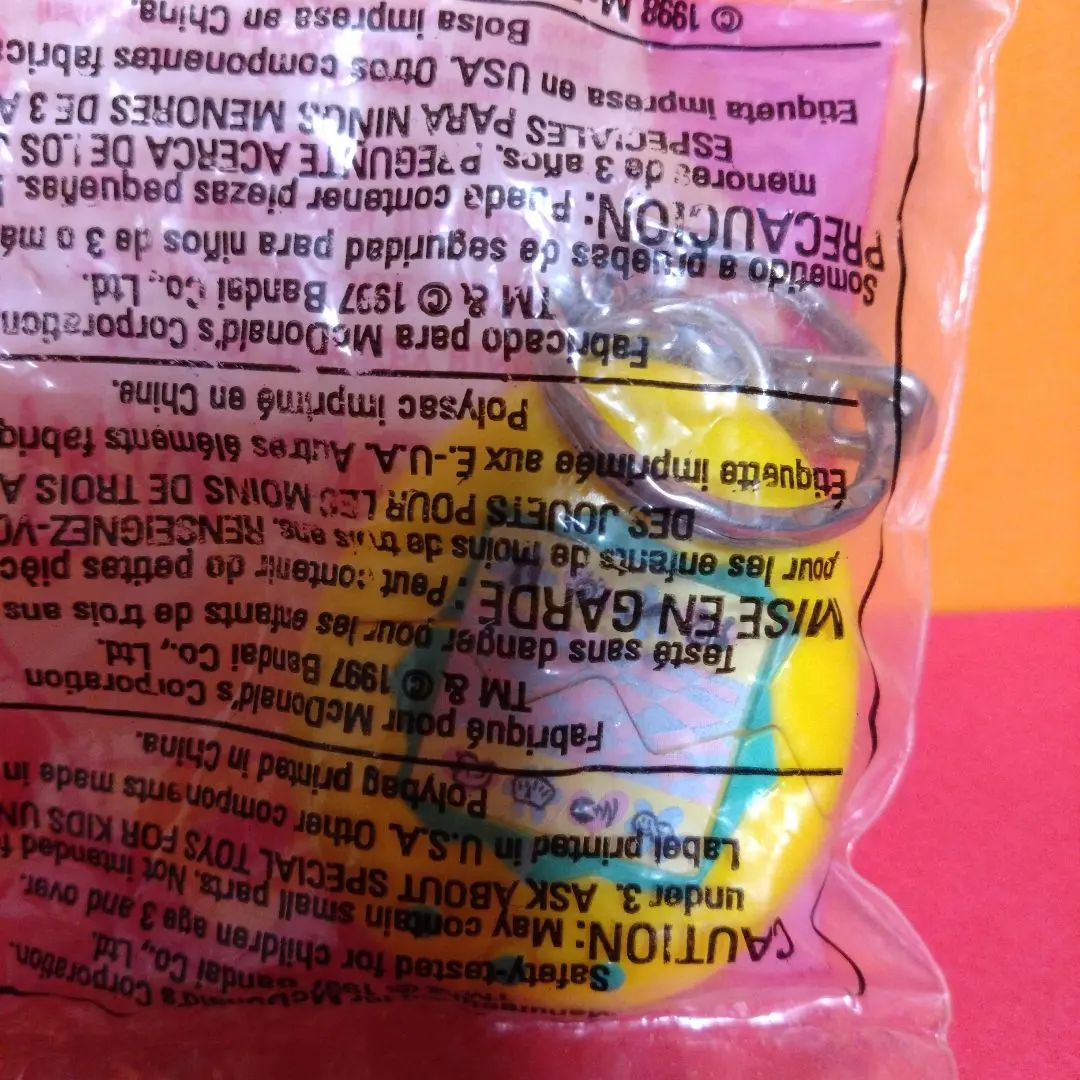 Corporation.
Bandai Co., Ltd.
Safety-tested for children age 3 and over.
CAUTION: May contain small parts. Not intended
under 3. ASK ABOUT SPECIAL TOYS FOR KIDS
Label printed in U.S.A. Other components made in
Polybag printed in China.
Fabriqué pour McDonald's Corporation
TM & © 1997 Bandai Co., Ltd.
Testé sans danger pour les enfants de trois ans
MISE EN GARDE : Peut contenir de petites
pour les enfants de moins de trois ans. RENSEIGNEZ-
DES JOUETS POUR LES MOINS DE TROIS
Étiquette imprimée aux É.-U.A. Autres éléments
Polysac imprimé en Chine.
Fabricado para McDonald's Corporation
TM & © 1997 Bandai Co., Ltd.
Sometido a pruebas de seguridad para niños de 3 o
PRECAUCION: Puede contener piezas pequeñas.
menores de 3 años. PREGUNTE ACERCA DE LOS
ESPECIALES PARA NINOS MENORES DE 3
Etiqueta impresa en USA. Otros componentes
Bolsa impresa en China.
© 1998